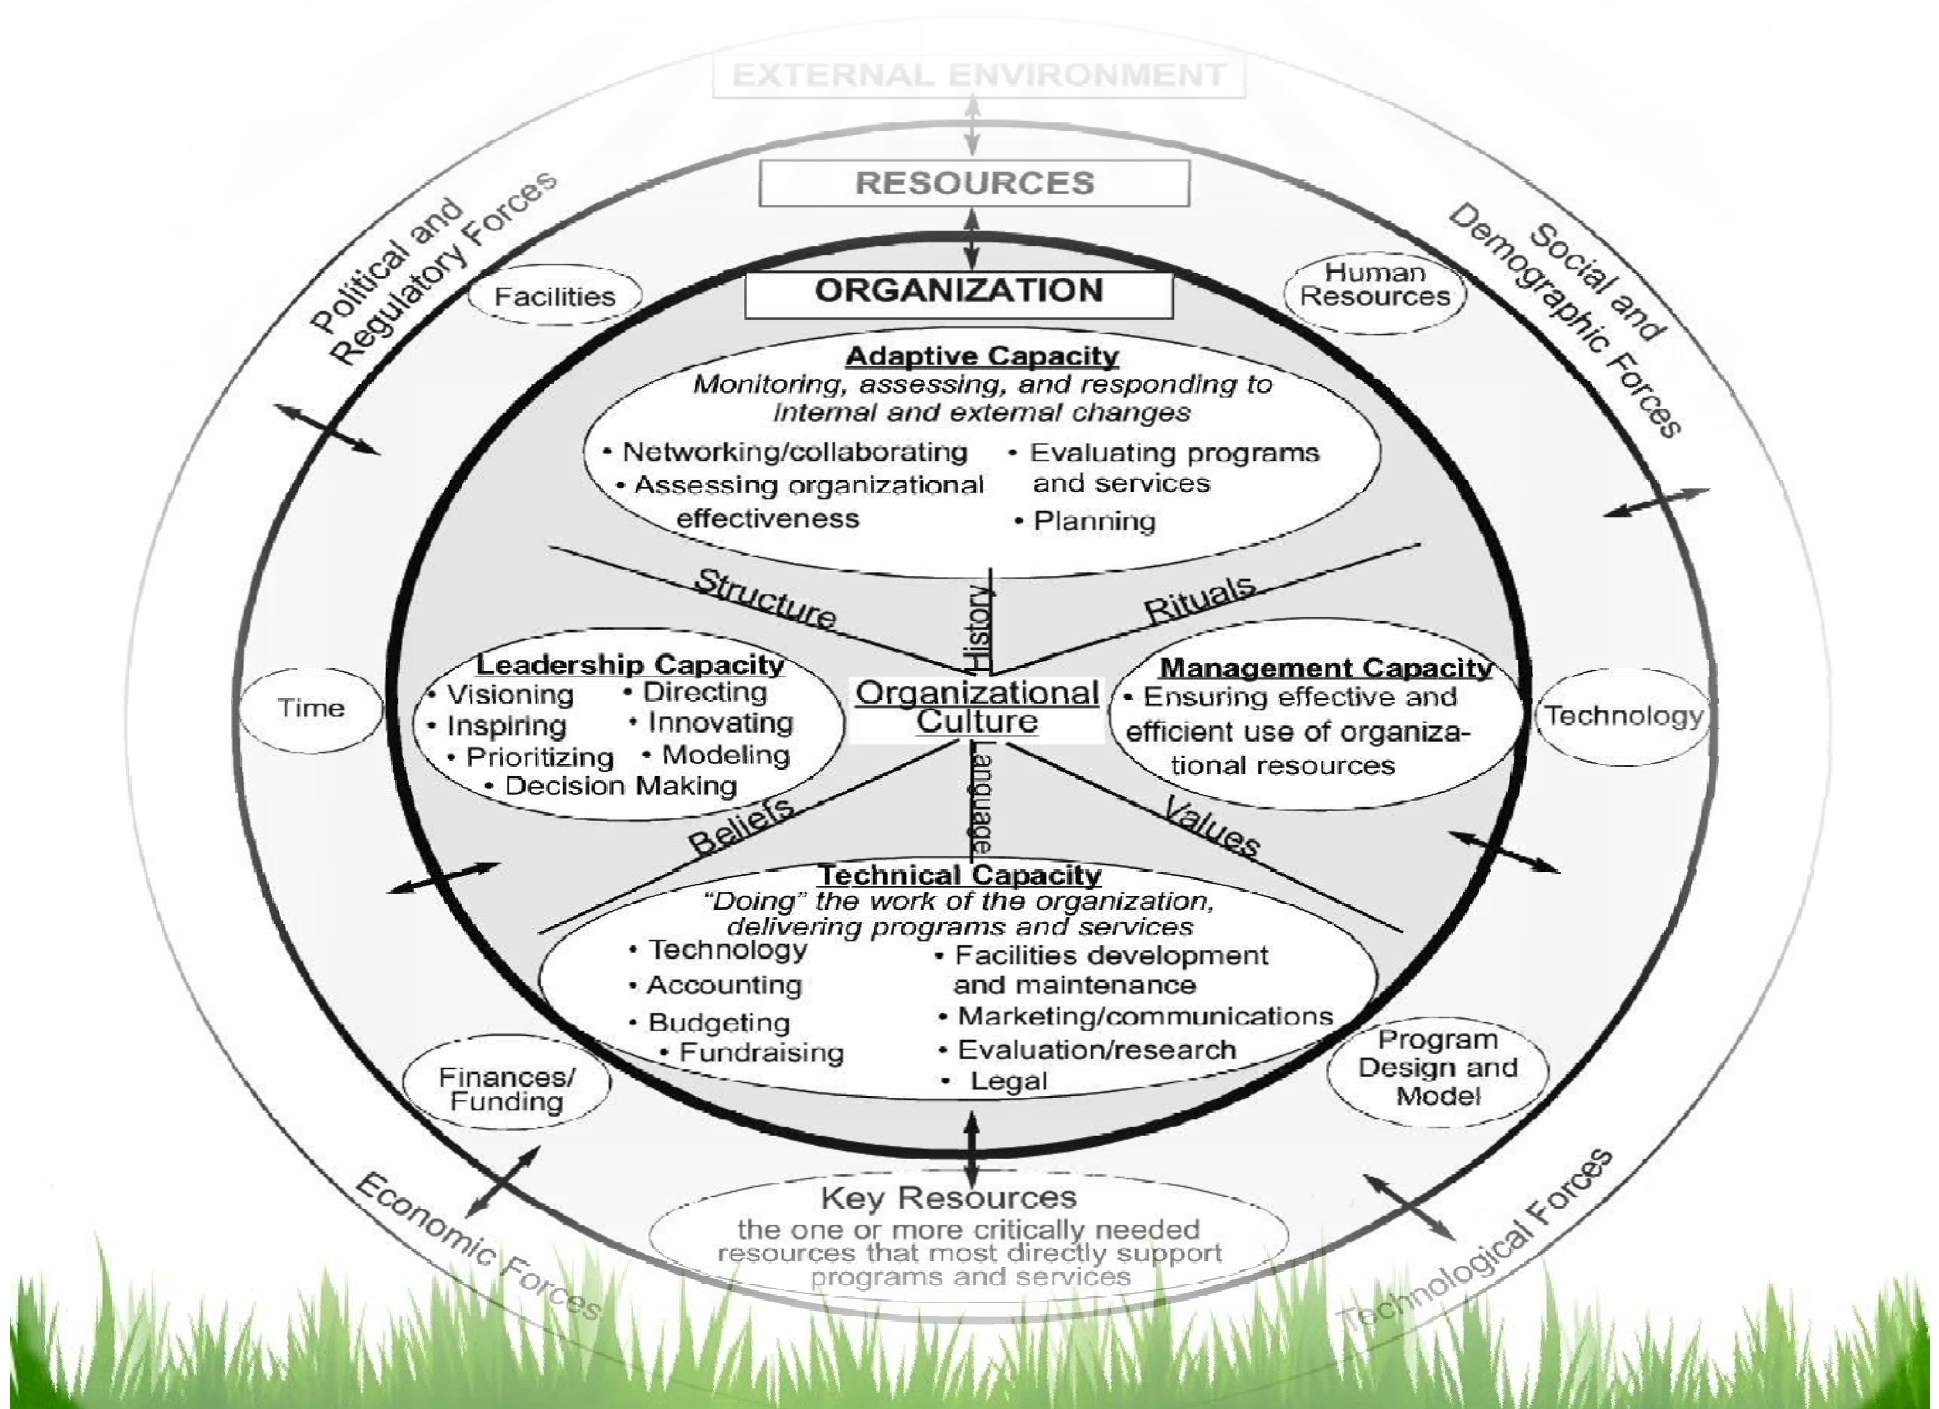 EXTERNAL ENVIRONMENT
RESOURCES
ORGANIZATION
Political and
Regulatory Forces
Social and
Demographic Forces
Facilities
Human
Resources
Adaptive Capacity
Monitoring, assessing, and responding to
internal and external changes
• Networking/collaborating
• Assessing organizational
effectiveness
• Evaluating programs
and services
• Planning
Structure
History
Rituals
Time
Leadership Capacity
• Visioning
• Directing
• Inspiring
• Innovating
• Prioritizing
• Modeling
• Decision Making
Organizational
Culture
Management Capacity
• Ensuring effective and
efficient use of organiza-
tional resources
Technology
Beliefs
Language
Values
Technical Capacity
“Doing” the work of the organization,
delivering programs and services
• Technology
• Accounting
• Budgeting
• Fundraising
• Facilities development
and maintenance
• Marketing/communications
• Evaluation/research
• Legal
Finances/
Funding
Program
Design and
Model
Key Resources
the one or more critically needed
resources that most directly support
programs and services
Economic Forces
Technological Forces